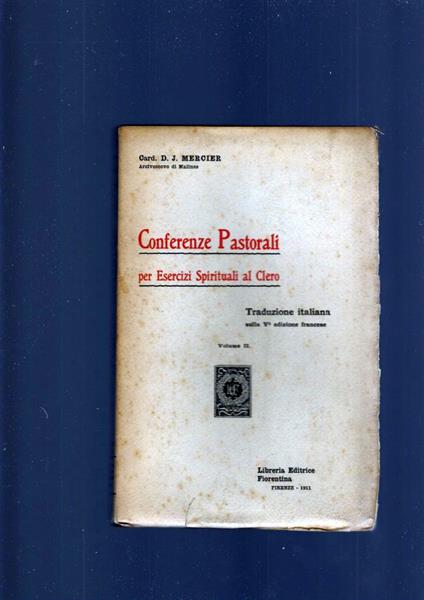 Card. D. J. MERCIER
Arcivescovo di Malines
Conferenze Pastorali
per Esercizi Spirituali al Clero
Traduzione italiana
sulla Vª edizione francese
Volume II.
Libreria Editrice
Fiorentina
FIRENZE - 1911